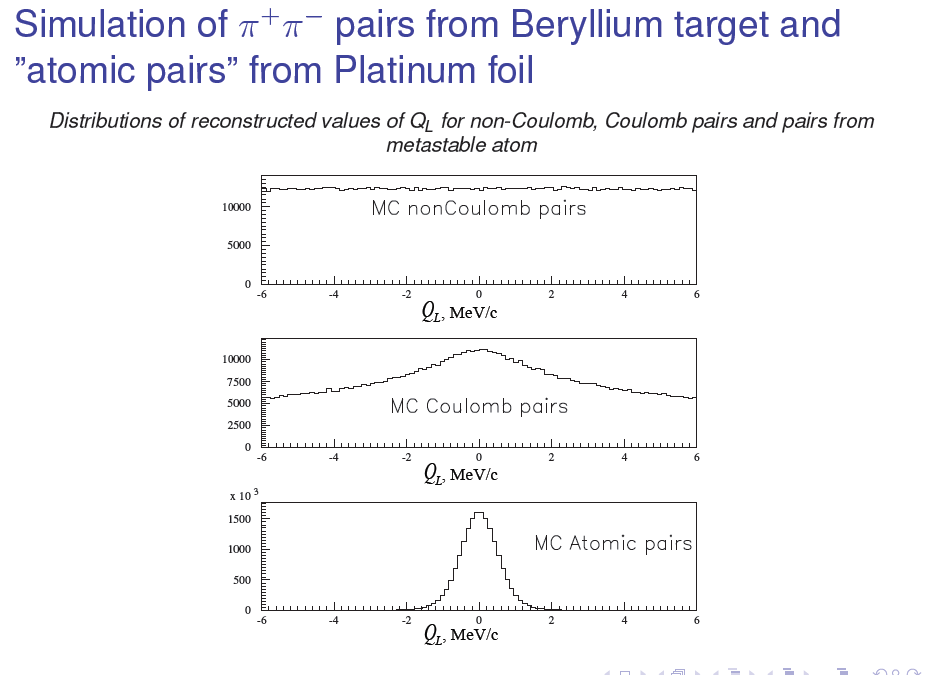 Simulation of π⁺π⁻ pairs from Beryllium target and
”atomic pairs” from Platinum foil
Distributions of reconstructed values of Q_L for non-Coulomb, Coulomb pairs and pairs from
metastable atom
MC nonCoulomb pairs
10000
5000
0
-6 -4 -2 0 2 4 6
Q_L, MeV/c
10000
7500
MC Coulomb pairs
5000
2500
0
-6 -4 -2 0 2 4 6
Q_L, MeV/c
x 10³
1500
MC Atomic pairs
1000
500
0
-6 -4 -2 0 2 4 6
Q_L, MeV/c